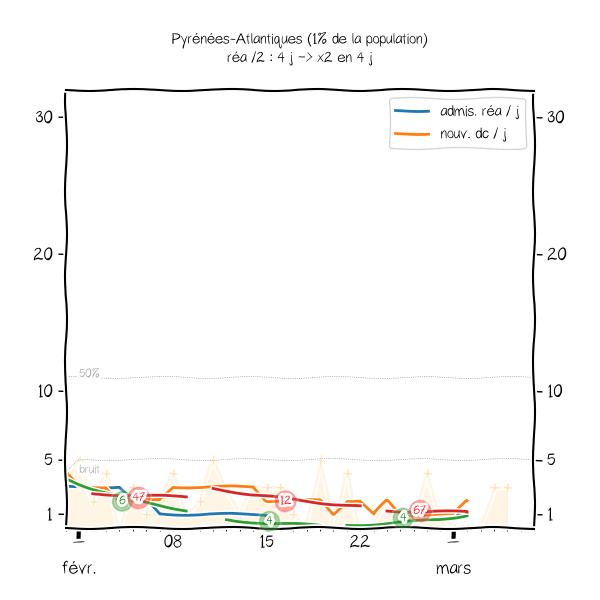 Pyrénées-Atlantiques (1% de la population)
réa /2 : 4 j -> x2 en 4 j
admis. réa / j
nouv. dc / j
30
30
20
20
50%
10
10
5
5
bruit
6
47
12
4
4
67
1
1
08
15
22
févr.
mars